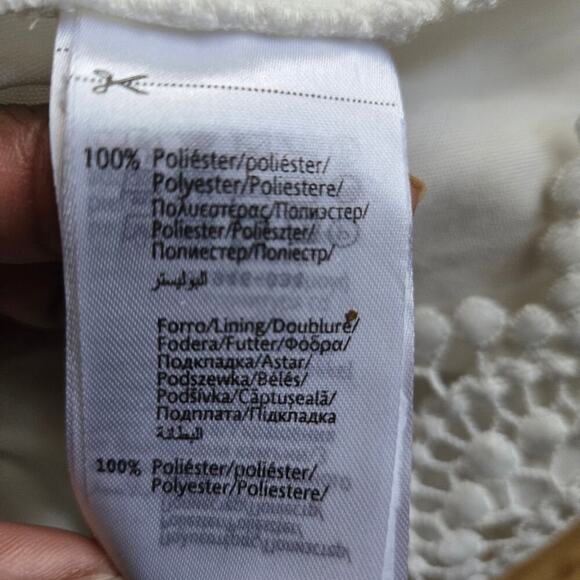 100% Poliéster/poliéster/
Polyester/Poliestere/
Πολυεστέρας/Полиэстер/
Poliester/Poliészter/
Полиестер/Поліестр/
البوليستر
Forro/Lining/Doublure/
Fodera/Futter/Φόδρα/
Подкладка/Astar/
Podszewka/Bélés/
Podšívka/Căptuşeală/
Подплата/Підкладка
البطانة
100% Poliéster/poliéster/
Polyester/Poliestere/